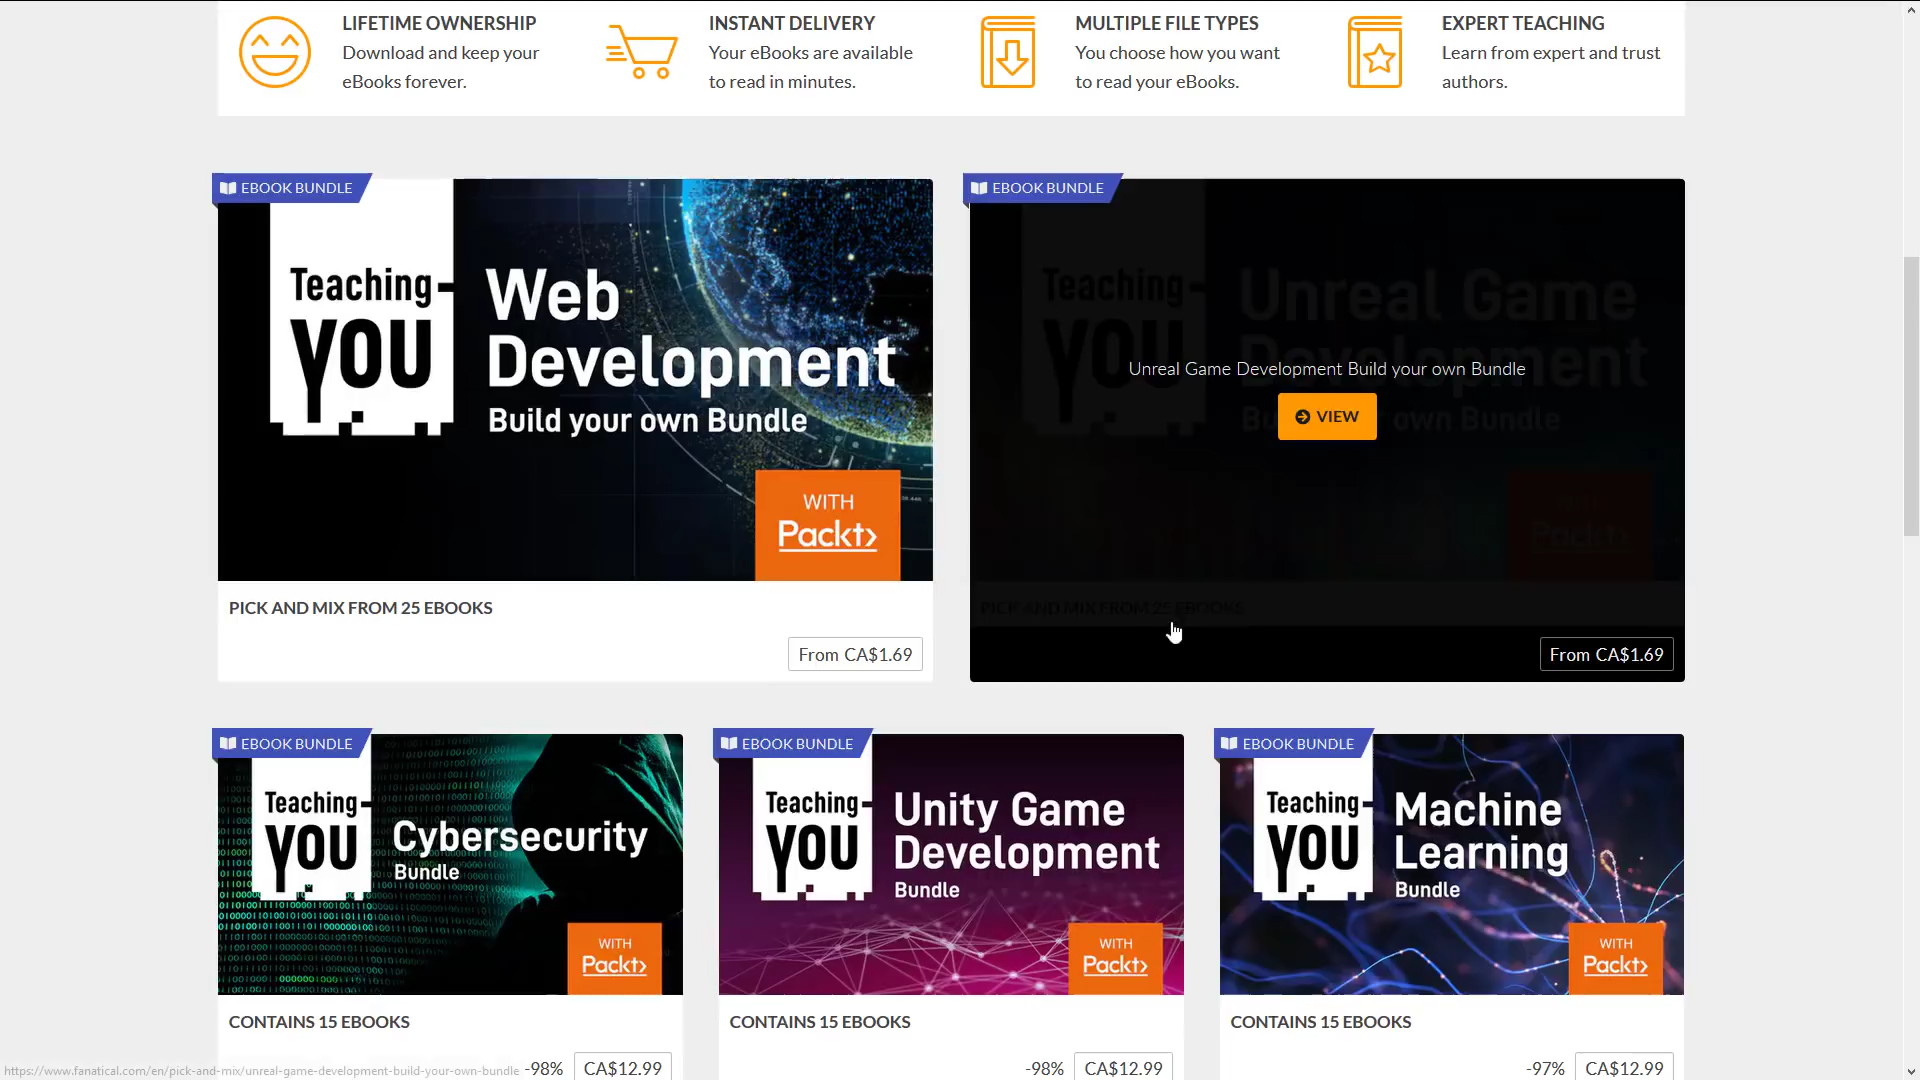 LIFETIME OWNERSHIP
Download and keep your
eBooks forever.
INSTANT DELIVERY
Your eBooks are available
to read in minutes.
MULTIPLE FILE TYPES
You choose how you want
to read your eBooks.
EXPERT TEACHING
Learn from expert and trust
authors.
EBOOK BUNDLE
Teaching
YOU
Web
Development
Build your own Bundle
WITH
Packt>
PICK AND MIX FROM 25 EBOOKS
From CA$1.69
EBOOK BUNDLE
Teaching
YOU
Unreal Game
Development
Unreal Game Development Build your own Bundle
VIEW
own Bundle
Packt>
PICK AND MIX FROM 25 EBOOKS
From CA$1.69
EBOOK BUNDLE
Teaching
YOU
Cybersecurity
Bundle
WITH
Packt>
CONTAINS 15 EBOOKS
-98% CA$12.99
EBOOK BUNDLE
Teaching
YOU
Unity Game
Development
Bundle
WITH
Packt>
CONTAINS 15 EBOOKS
-98% CA$12.99
EBOOK BUNDLE
Teaching
YOU
Machine
Learning
Bundle
WITH
Packt>
CONTAINS 15 EBOOKS
-97% CA$12.99
https://www.fanatical.com/en/pick-and-mix/unreal-game-development-build-your-own-bundle